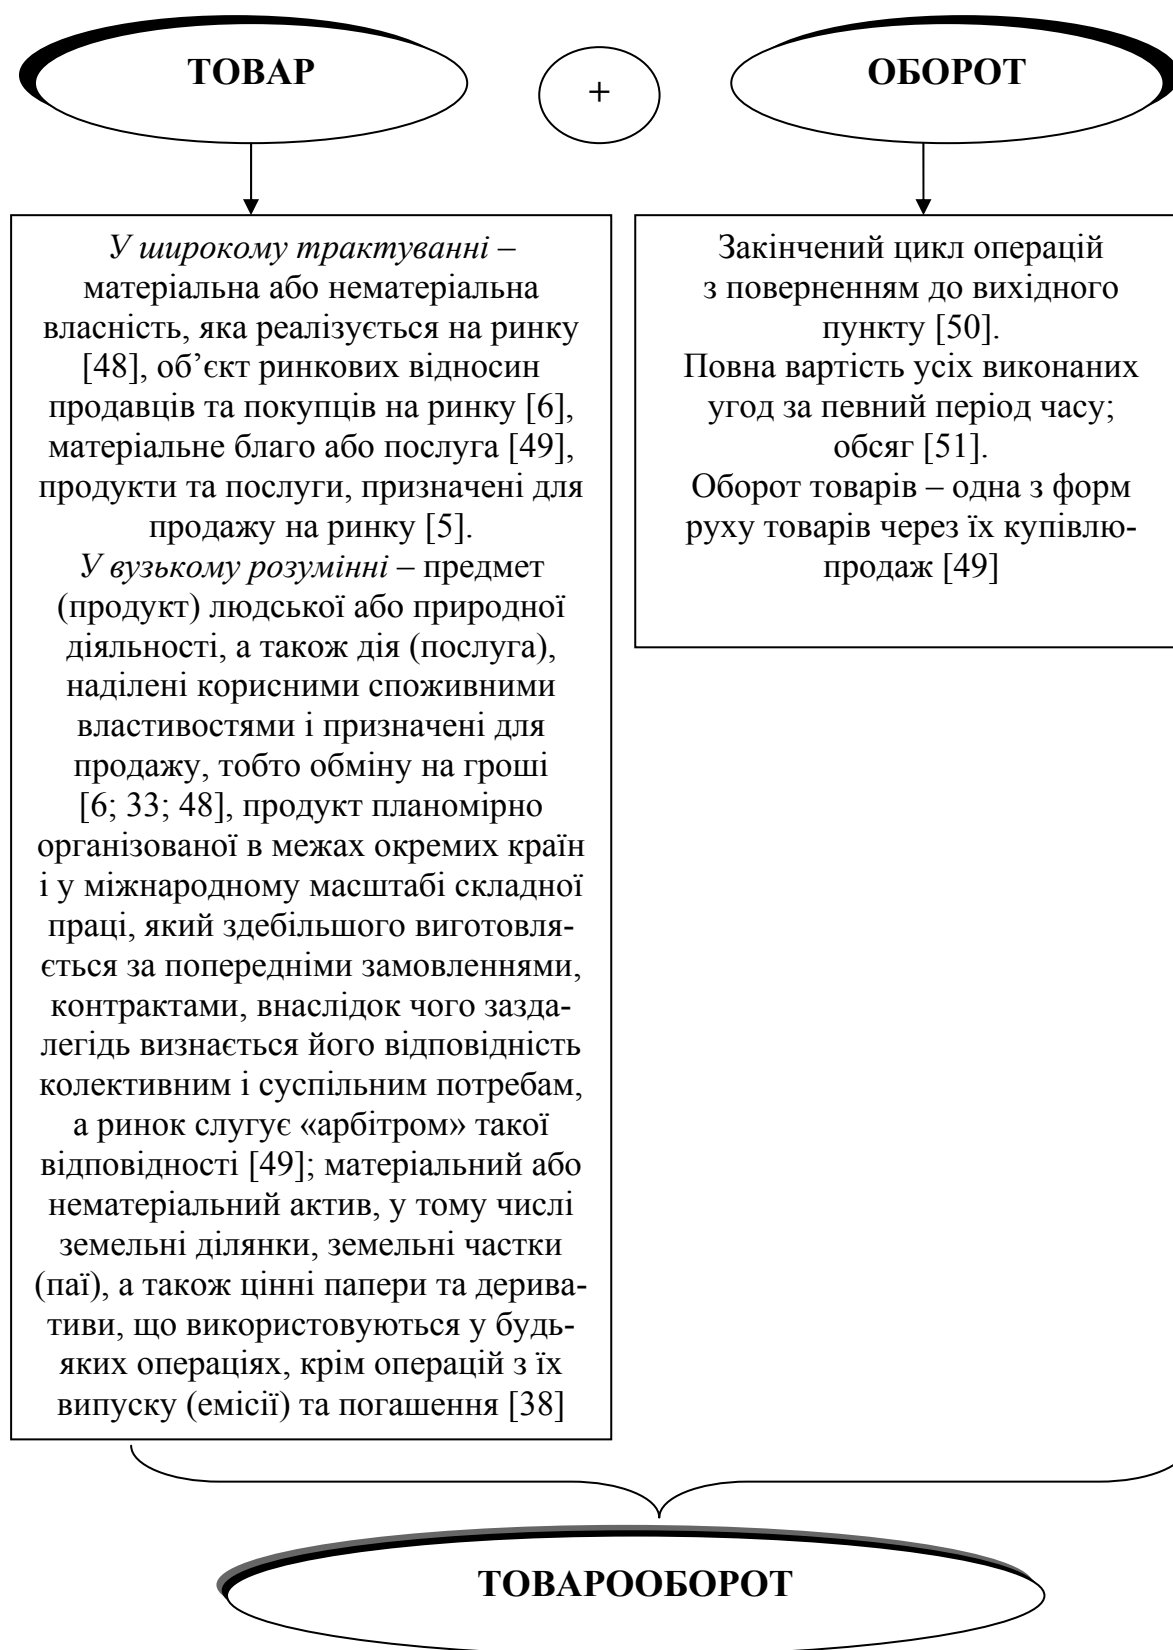 ТОВАР
+
ОБОРОТ
У широкому трактуванні –
матеріальна або нематеріальна
власність, яка реалізується на ринку
[48], об’єкт ринкових відносин
продавців та покупців на ринку [6],
матеріальне благо або послуга [49],
продукти та послуги, призначені для
продажу на ринку [5].
У вузькому розумінні – предмет
(продукт) людської або природної
діяльності, а також дія (послуга),
наділені корисними споживними
властивостями і призначені для
продажу, тобто обміну на гроші
[6; 33; 48], продукт планомірно
організованої в межах окремих країн
і у міжнародному масштабі складної
праці, який здебільшого виготовля-
ється за попередніми замовленнями,
контрактами, внаслідок чого зазда-
легідь визнається його відповідність
колективним і суспільним потребам,
а ринок слугує «арбітром» такої
відповідності [49]; матеріальний або
нематеріальний актив, у тому числі
земельні ділянки, земельні частки
(паї), а також цінні папери та дерива-
тиви, що використовуються у будь-
яких операціях, крім операцій з їх
випуску (емісії) та погашення [38]
Закінчений цикл операцій
з поверненням до вихідного
пункту [50].
Повна вартість усіх виконаних
угод за певний період часу;
обсяг [51].
Оборот товарів – одна з форм
руху товарів через їх купівлю-
продаж [49]
ТОВАРООБОРОТ